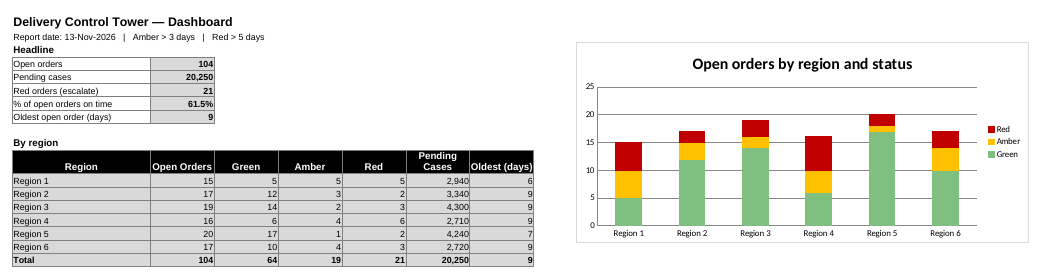 Delivery Control Tower — Dashboard
Report date: 13-Nov-2026 | Amber > 3 days | Red > 5 days
Headline
Open orders 104
Pending cases 20,250
Red orders (escalate) 21
% of open orders on time 61.5%
Oldest open order (days) 9
By region
Region Open Orders Green Amber Red Pending Cases Oldest (days)
Region 1 15 5 5 5 2,940 6
Region 2 17 12 3 2 3,340 9
Region 3 19 14 2 3 4,300 9
Region 4 16 6 4 6 2,710 9
Region 5 20 17 1 2 4,240 7
Region 6 17 10 4 3 2,720 9
Total 104 64 19 21 20,250 9
Open orders by region and status
25
20
15
10
5
0
Region 1 Region 2 Region 3 Region 4 Region 5 Region 6
Red
Amber
Green